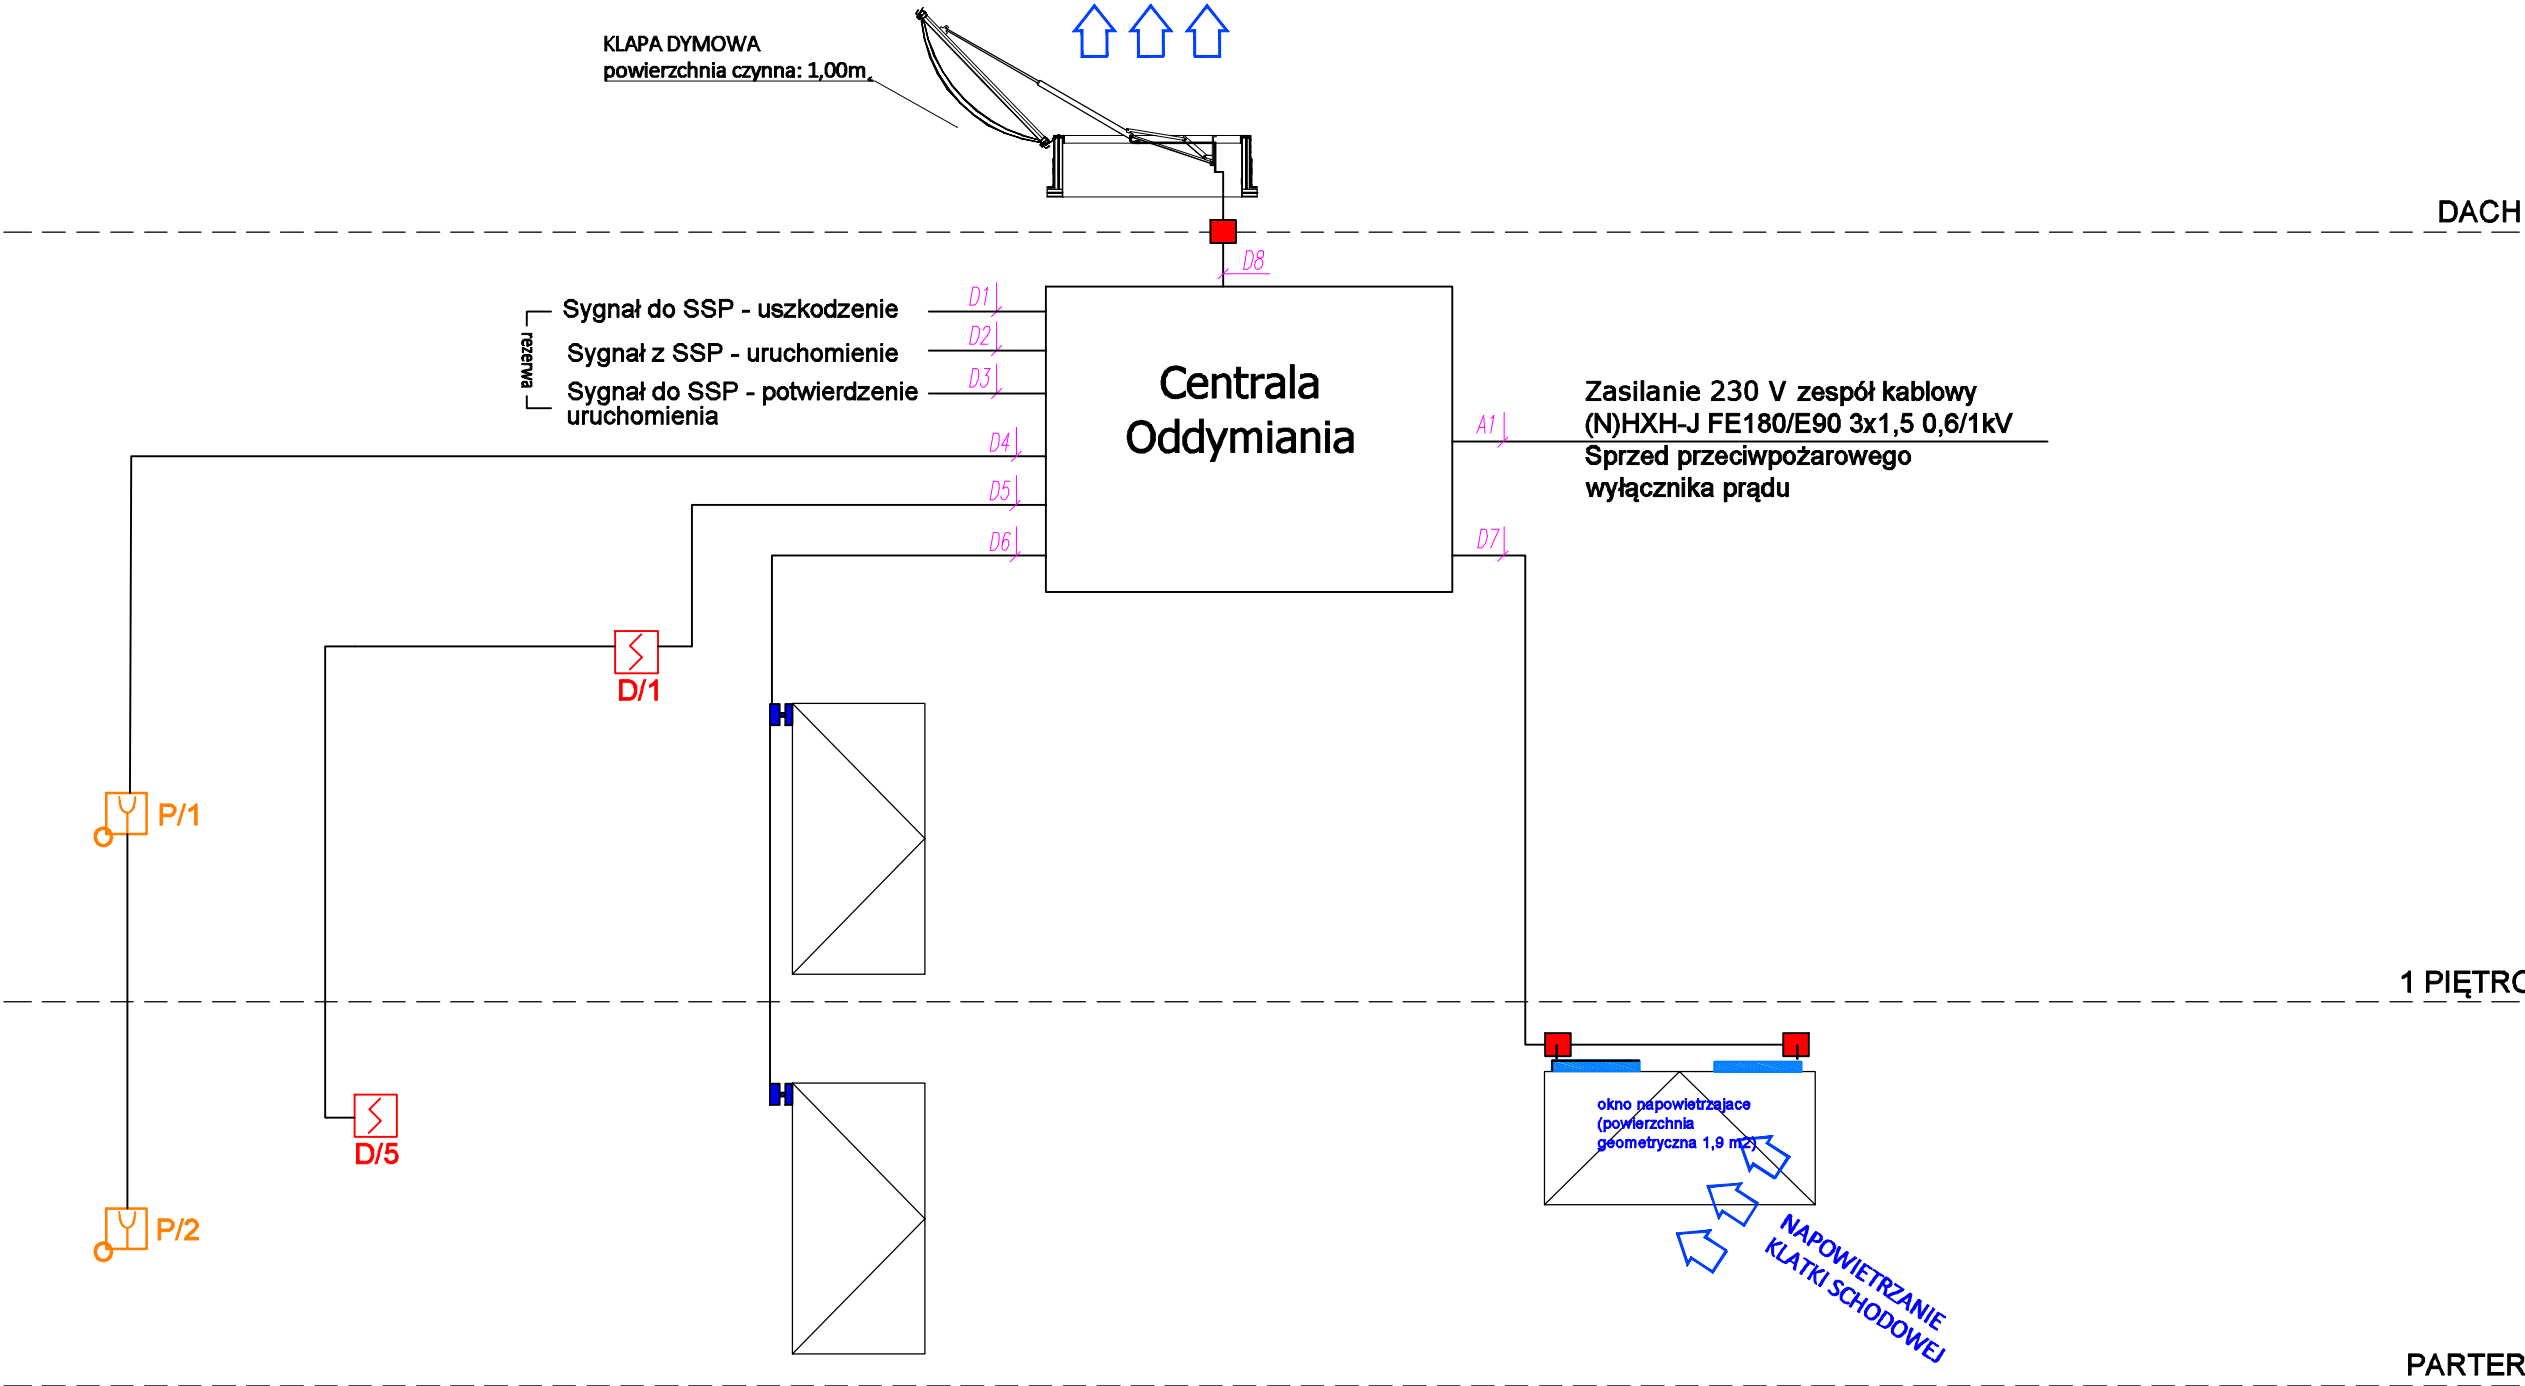 KLAPA DYMOWA
powierzchnia czynna: 1,00m
DACH
D8
Sygnał do SSP - uszkodzenie
D1
rezerwa
Sygnał z SSP - uruchomienie
D2
Sygnał do SSP - potwierdzenie
uruchomienia
D3
Centrala
Oddymiania
Zasilanie 230 V zespół kablowy
(N)HXH-J FE180/E90 3x1,5 0,6/1kV
A1
Sprzed przeciwpożarowego
wyłącznika prądu
D4
D5
D6
D7
D/1
P/1
1 PIĘTRO
okno napowietrzajace
(powierzchnia
geometryczna 1,9 m2)
D/5
P/2
NAPOWIETRZANIE
KLATKI SCHODOWEJ
PARTER